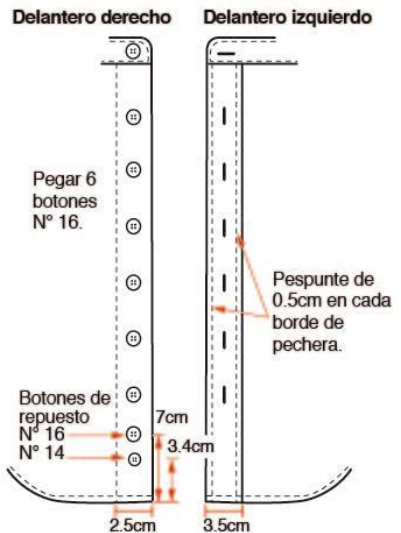 Delantero derecho
Delantero izquierdo
Pegar 6
botones
N° 16.
Pespunte de
0.5cm en cada
borde de
pechera.
Botones de
repuesto
N° 16
N° 14
7cm
3.4cm
2.5cm
3.5cm